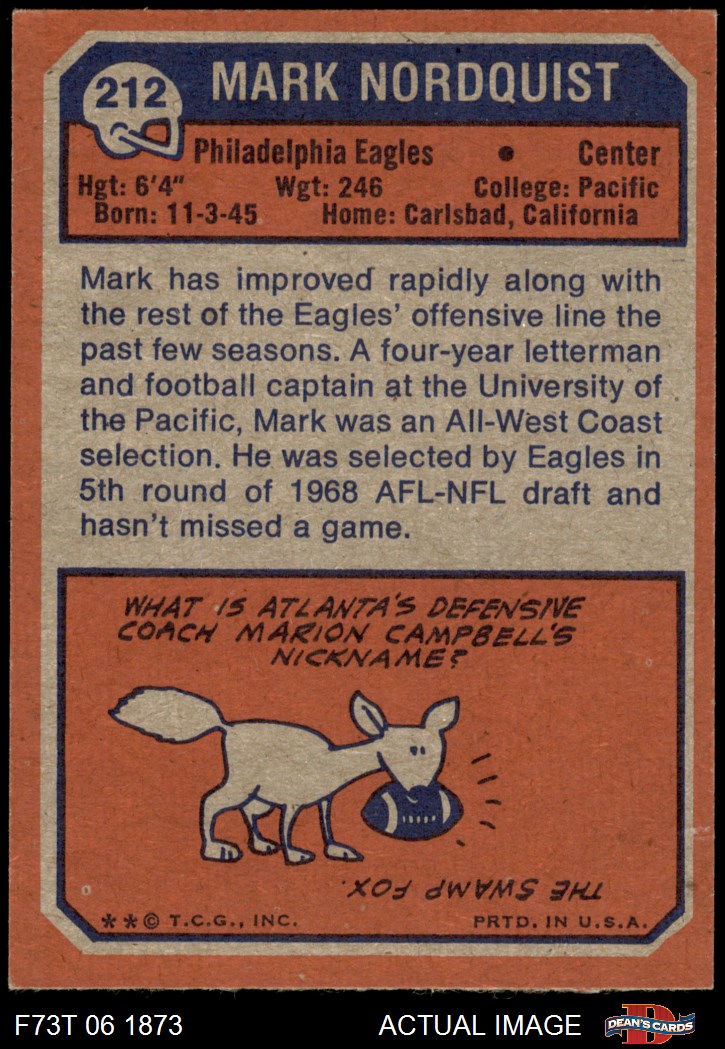 212
MARK NORDQUIST
Philadelphia Eagles • Center
Hgt: 6'4" Wgt: 246 College: Pacific
Born: 11-3-45 Home: Carlsbad, California
Mark has improved rapidly along with
the rest of the Eagles' offensive line the
past few seasons. A four-year letterman
and football captain at the University of
the Pacific, Mark was an All-West Coast
selection. He was selected by Eagles in
5th round of 1968 AFL-NFL draft and
hasn't missed a game.
WHAT IS ATLANTA'S DEFENSIVE
COACH MARION CAMPBELL'S
NICKNAME?
THE SWAMP FOX.
**© T.C.G., INC. PRTD. IN U.S.A.
F73T 06 1873 ACTUAL IMAGE
D
DEAN'S CARDS